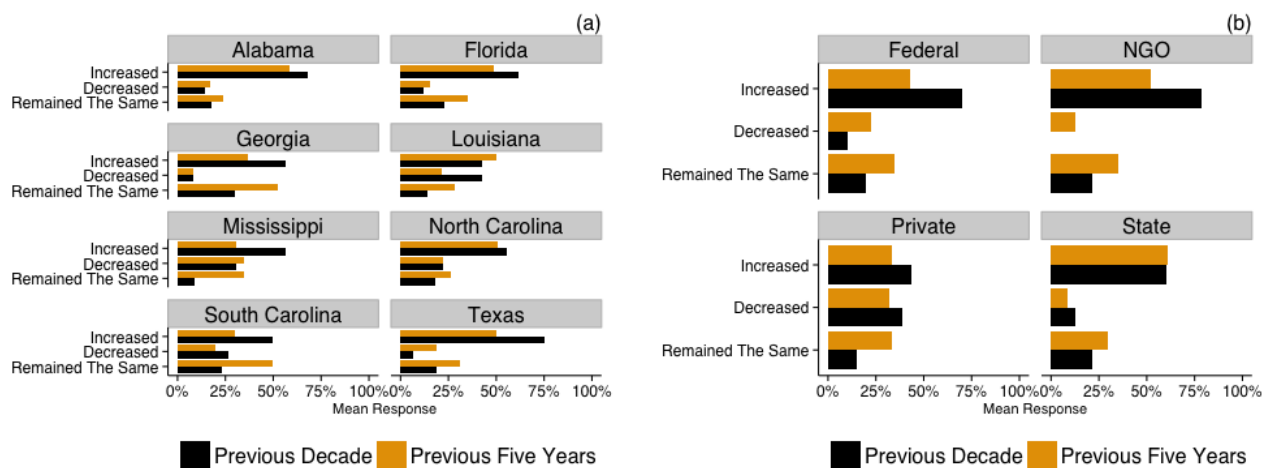 (a)
Alabama Florida
Increased
Decreased
Remained The Same
Georgia Louisiana
Increased
Decreased
Remained The Same
Mississippi North Carolina
Increased
Decreased
Remained The Same
South Carolina Texas
Increased
Decreased
Remained The Same
0% 25% 50% 75% 100% 0% 25% 50% 75% 100%
Mean Response
Previous Decade Previous Five Years
(b)
Federal NGO
Increased
Decreased
Remained The Same
Private State
Increased
Decreased
Remained The Same
0% 25% 50% 75% 100% 0% 25% 50% 75% 100%
Mean Response
Previous Decade Previous Five Years